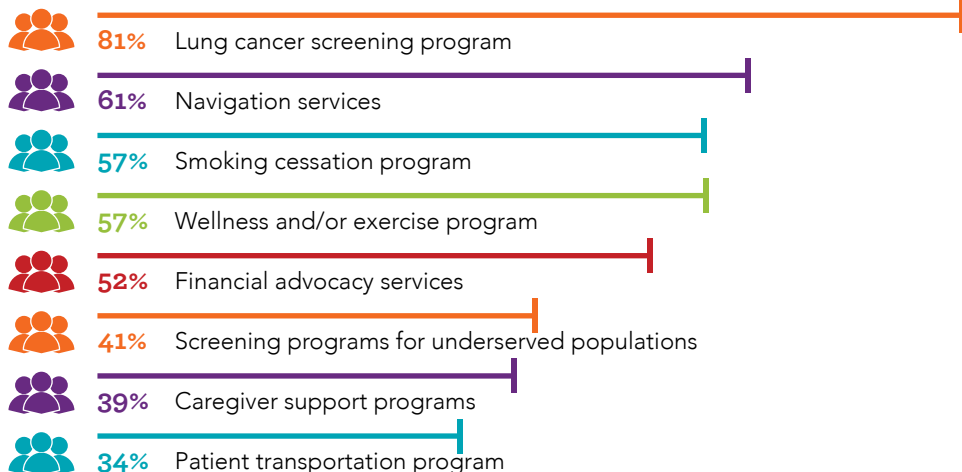 81% Lung cancer screening program
61% Navigation services
57% Smoking cessation program
57% Wellness and/or exercise program
52% Financial advocacy services
41% Screening programs for underserved populations
39% Caregiver support programs
34% Patient transportation program